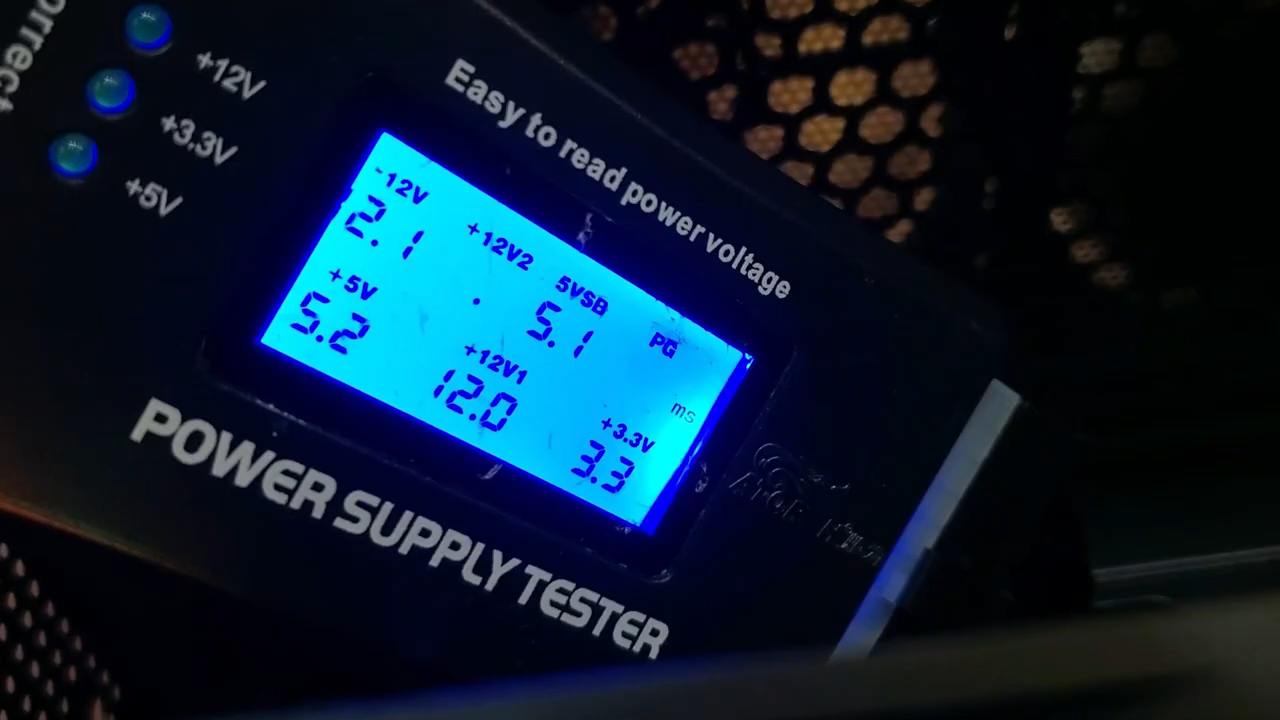 orrect
+12V
+3.3V
+5V
Easy to read power voltage
-12V +12V2 5VSB PG
2.1 . 5.1 ms
+5V +12V1 +3.3V
5.2 12.0 3.3
POWER SUPPLY TESTER